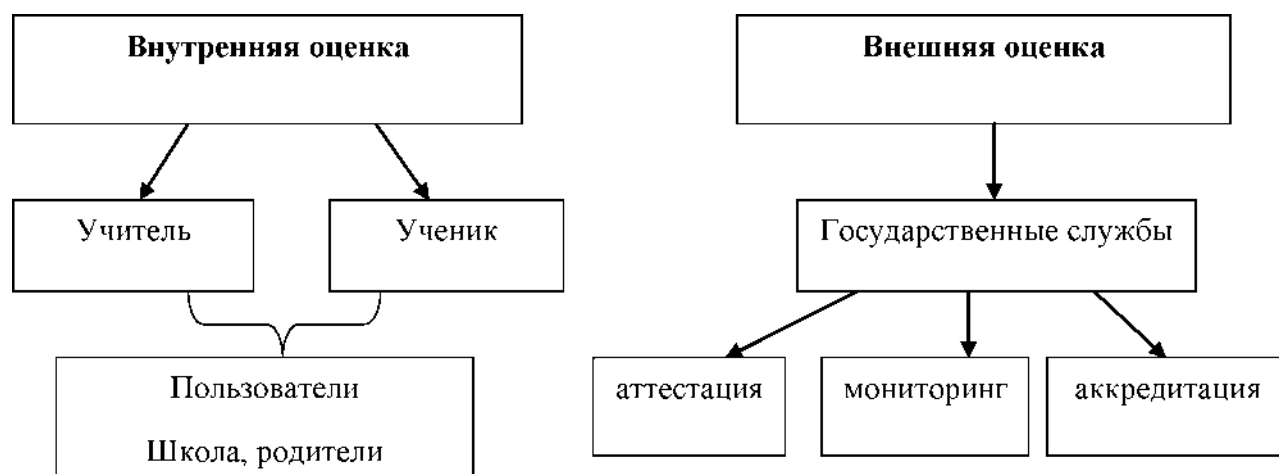 Внутренняя оценка
Внешняя оценка
Учитель
Ученик
Государственные службы
Пользователи
Школа, родители
аттестация
мониторинг
аккредитация